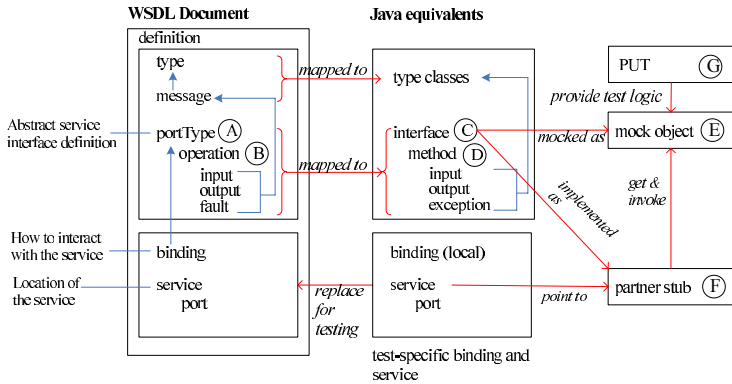 WSDL Document
Java equivalents
definition
type
message
mapped to
type classes
PUT G
provide test logic
Abstract service
interface definition
portType A
operation B
input
output
fault
mapped to
interface C
method D
input
output
exception
mocked as
mock object E
implemented
as
get &
invoke
How to interact
with the service
binding
binding (local)
Location of
the service
service
port
replace
for
testing
service
port
point to
partner stub F
test-specific binding and
service